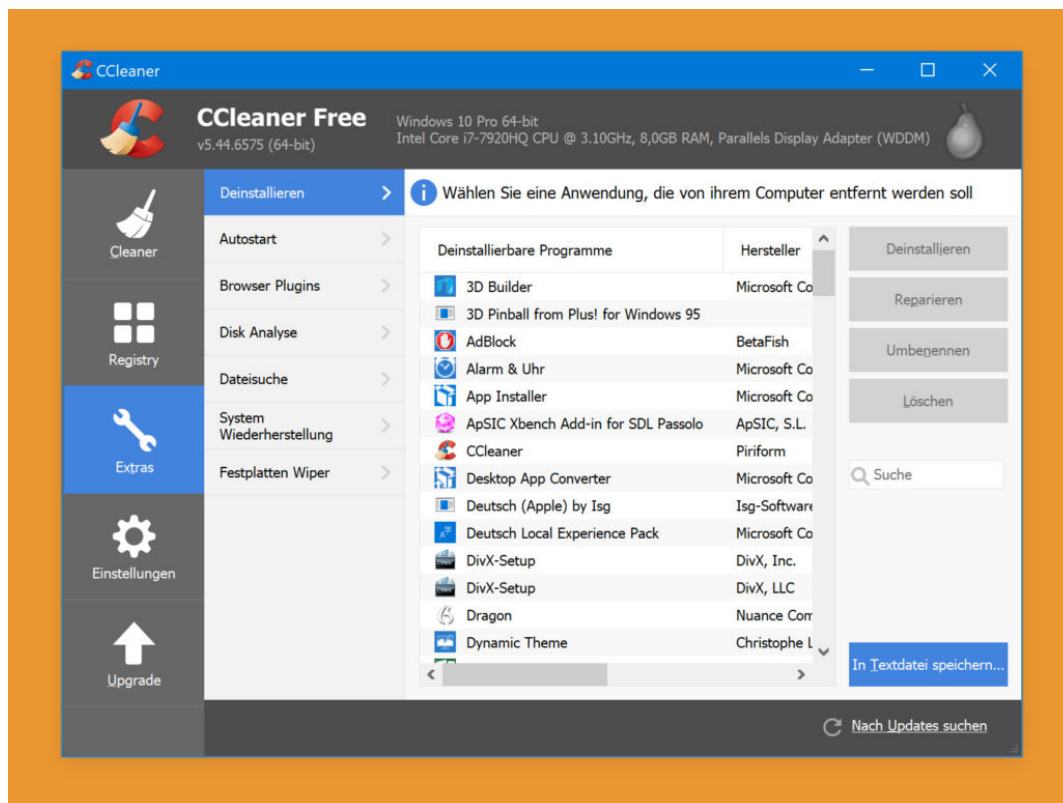 CCleaner
CCleaner Free
v5.44.6575 (64-bit)
Windows 10 Pro 64-bit
Intel Core i7-7920HQ CPU @ 3.10GHz, 8,0GB RAM, Parallels Display Adapter (WDDM)
Cleaner
Registry
Extras
Einstellungen
Upgrade
Deinstallieren
Autostart
Browser Plugins
Disk Analyse
Dateisuche
System
Wiederherstellung
Festplatten Wiper
Wählen Sie eine Anwendung, die von ihrem Computer entfernt werden soll
Deinstallierbare Programme Hersteller
3D Builder Microsoft Co
3D Pinball from Plus! for Windows 95
AdBlock BetaFish
Alarm & Uhr Microsoft Co
App Installer Microsoft Co
ApSIC Xbench Add-in for SDL Passolo ApSIC, S.L.
CCleaner Piriform
Desktop App Converter Microsoft Co
Deutsch (Apple) by Isg Isg-Software
Deutsch Local Experience Pack Microsoft Co
DivX-Setup DivX, Inc.
DivX-Setup DivX, LLC
Dragon Nuance Com
Dynamic Theme Christophe L
Deinstallieren
Reparieren
Umbenennen
Löschen
Suche
In Textdatei speichern...
Nach Updates suchen